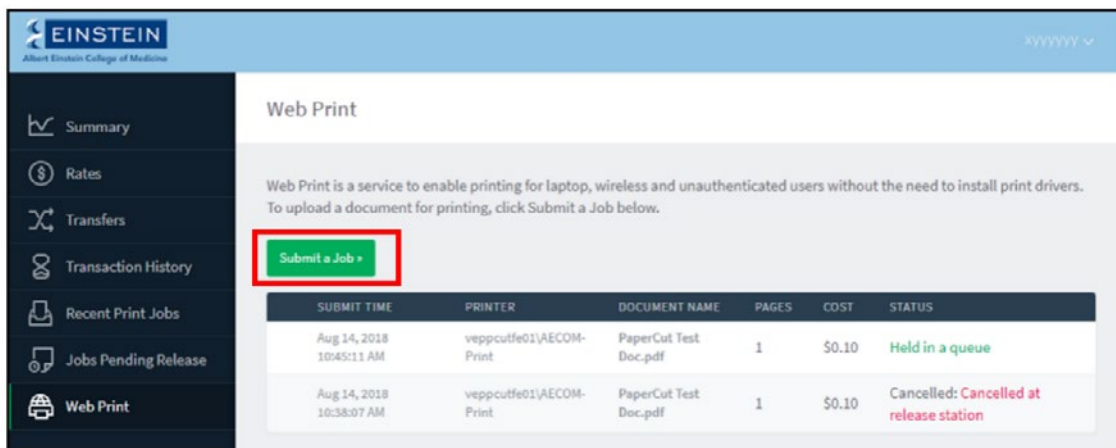 EINSTEIN
Albert Einstein College of Medicine
xyyyyyy
Summary
Rates
Transfers
Transaction History
Recent Print Jobs
Jobs Pending Release
Web Print
Web Print
Web Print is a service to enable printing for laptop, wireless and unauthenticated users without the need to install print drivers.
To upload a document for printing, click Submit a Job below.
Submit a Job »
SUBMIT TIME PRINTER DOCUMENT NAME PAGES COST STATUS
Aug 14, 2018 veppcutfe01\AECOM- PaperCut Test 1 $0.10 Held in a queue
10:45:11 AM Print Doc.pdf
Aug 14, 2018 veppcutfe01\AECOM- PaperCut Test 1 $0.10 Cancelled: Cancelled at
10:38:07 AM Print Doc.pdf release station